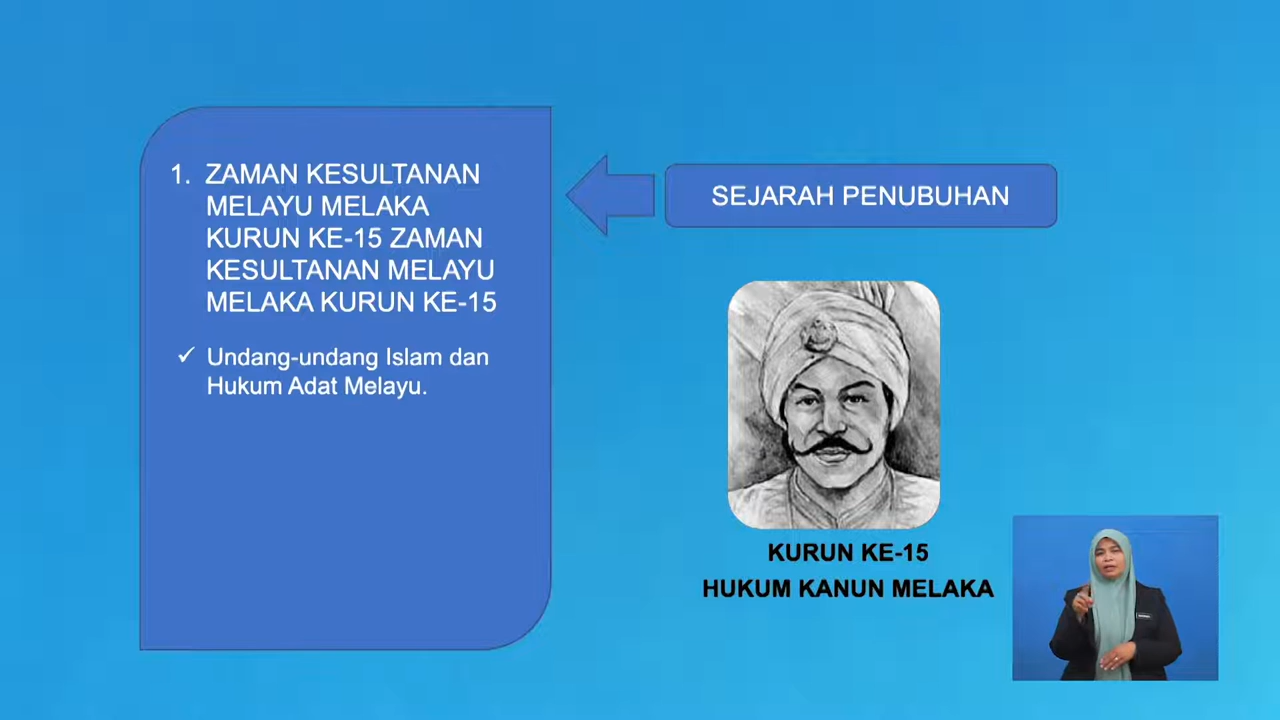 1. ZAMAN KESULTANAN
MELAYU MELAKA
KURUN KE-15 ZAMAN
KESULTANAN MELAYU
MELAKA KURUN KE-15
✓ Undang-undang Islam dan
Hukum Adat Melayu.
SEJARAH PENUBUHAN
KURUN KE-15
HUKUM KANUN MELAKA